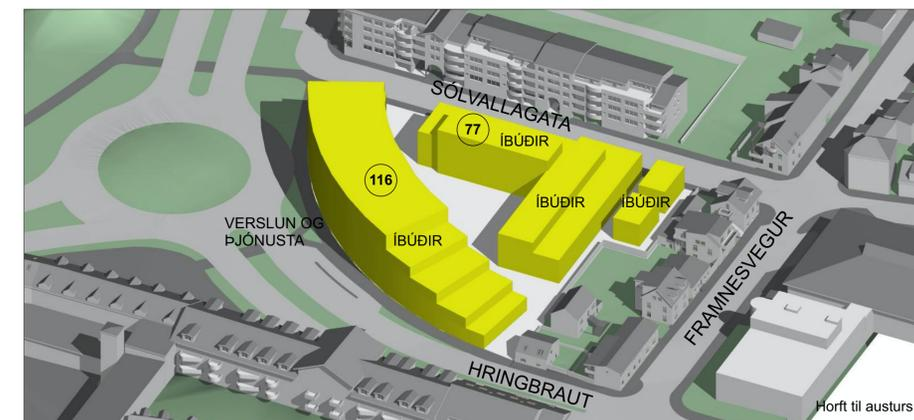 SÓLVALLAGATA
77
ÍBÚÐIR
116
ÍBÚÐIR
ÍBÚÐIR
VERSLUN OG
ÞJÓNUSTA
ÍBÚÐIR
FRAMNESVEGUR
HRINGBRAUT
Horft til austurs